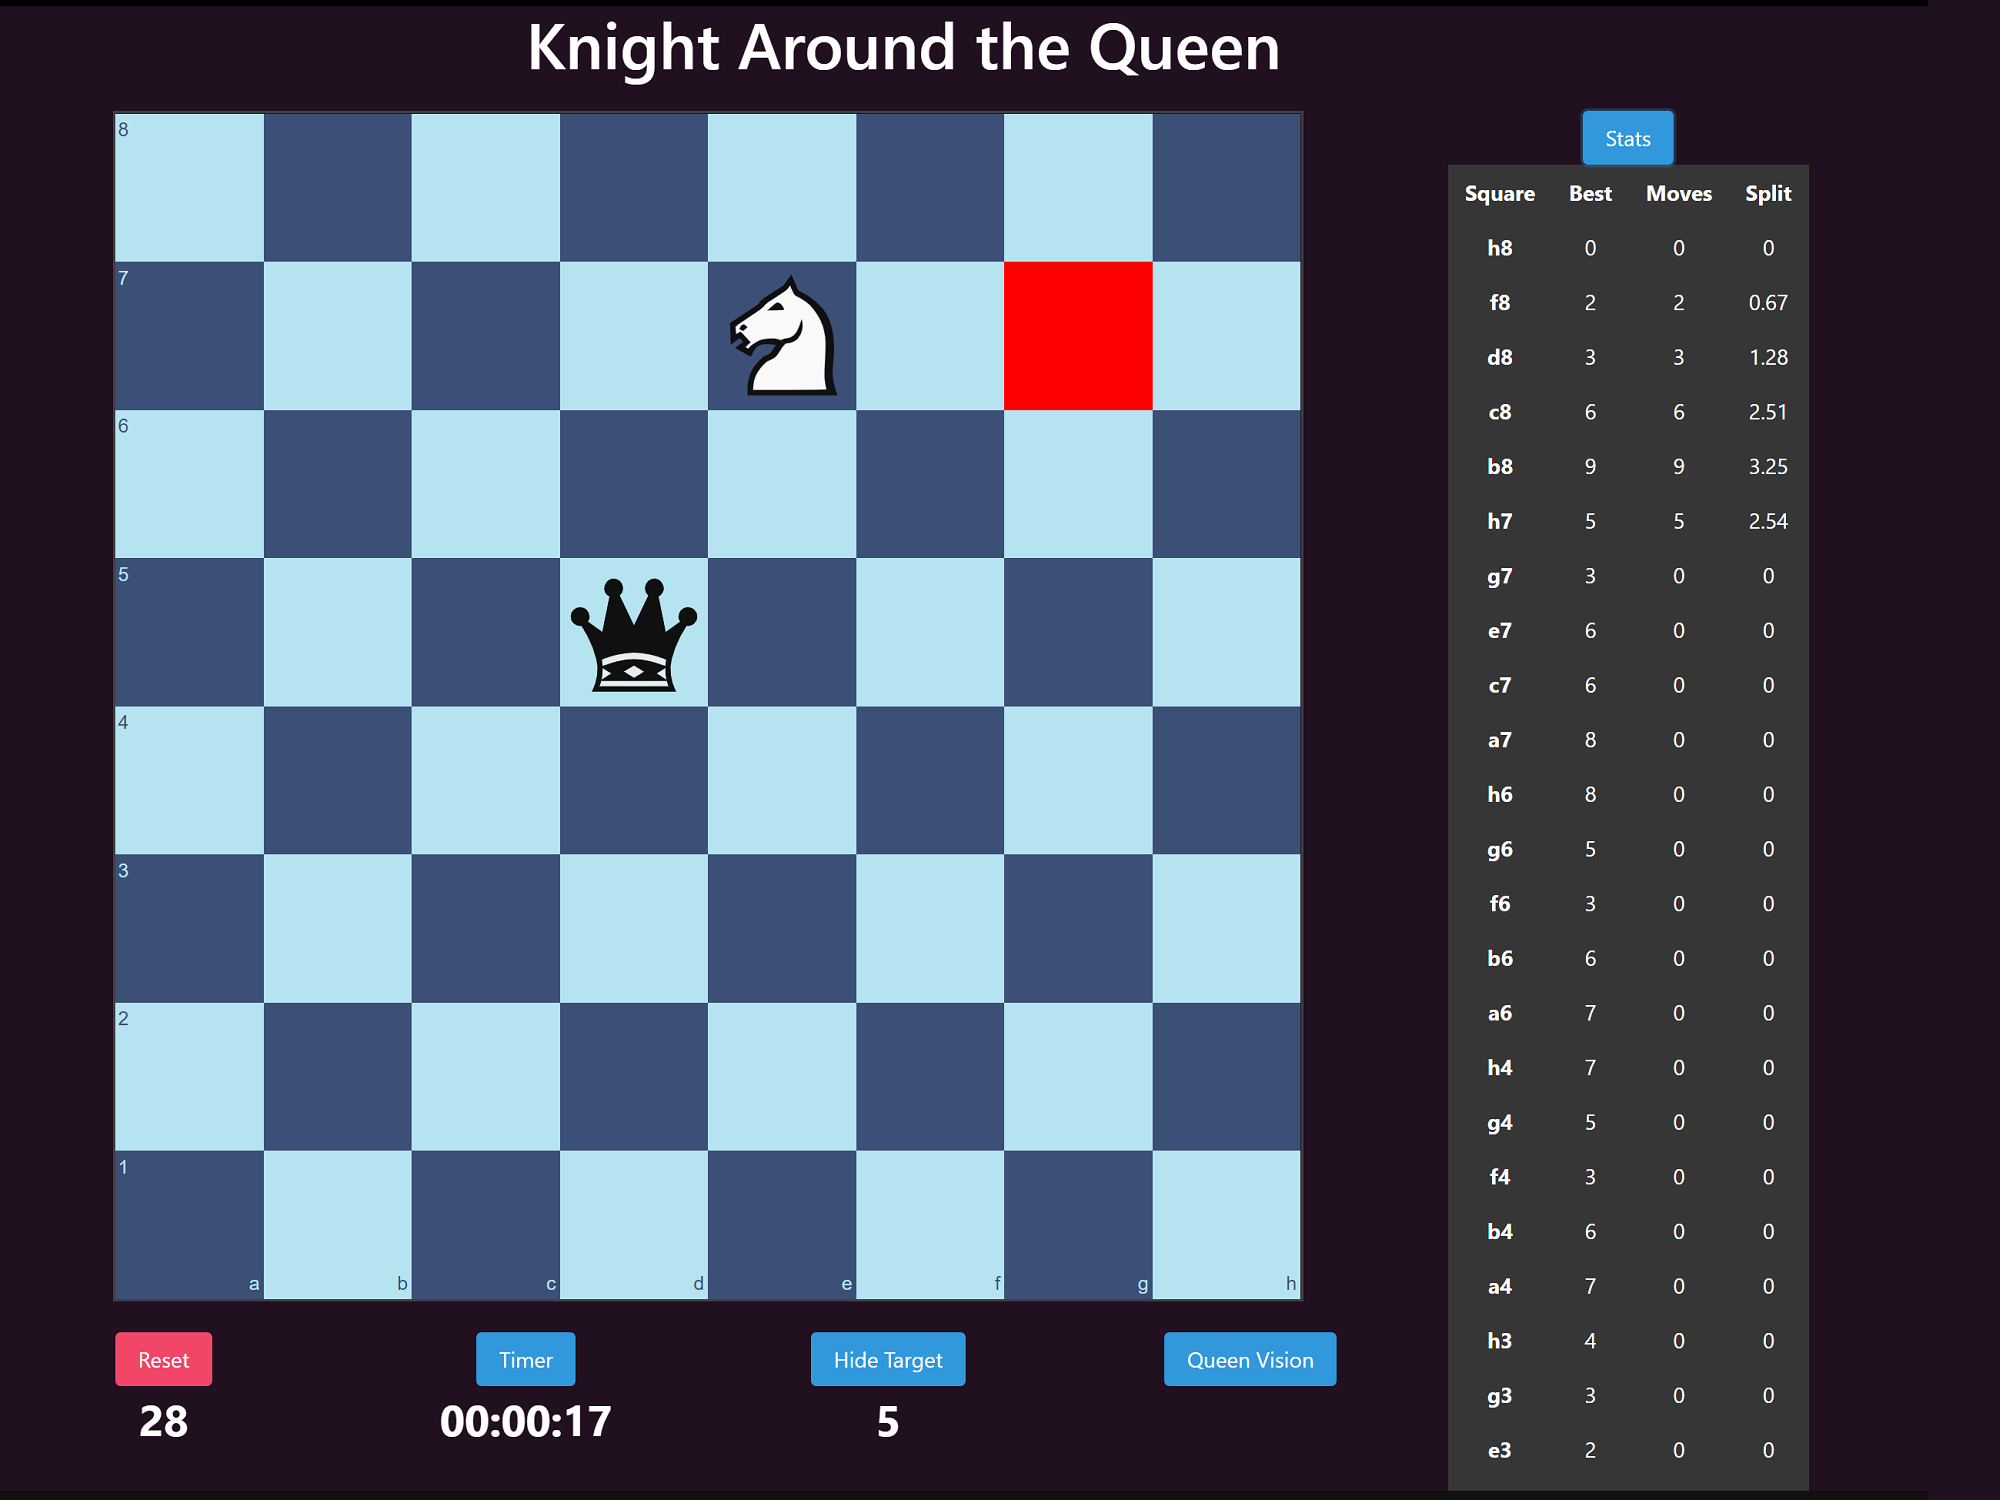 Knight Around the Queen
8
7
6
5
4
3
2
1
a b c d e f g h
Reset Timer Hide Target Queen Vision
28 00:00:17 5
Stats
Square Best Moves Split
h8 0 0 0
f8 2 2 0.67
d8 3 3 1.28
c8 6 6 2.51
b8 9 9 3.25
h7 5 5 2.54
g7 3 0 0
e7 6 0 0
c7 6 0 0
a7 8 0 0
h6 8 0 0
g6 5 0 0
f6 3 0 0
b6 6 0 0
a6 7 0 0
h4 7 0 0
g4 5 0 0
f4 3 0 0
b4 6 0 0
a4 7 0 0
h3 4 0 0
g3 3 0 0
e3 2 0 0